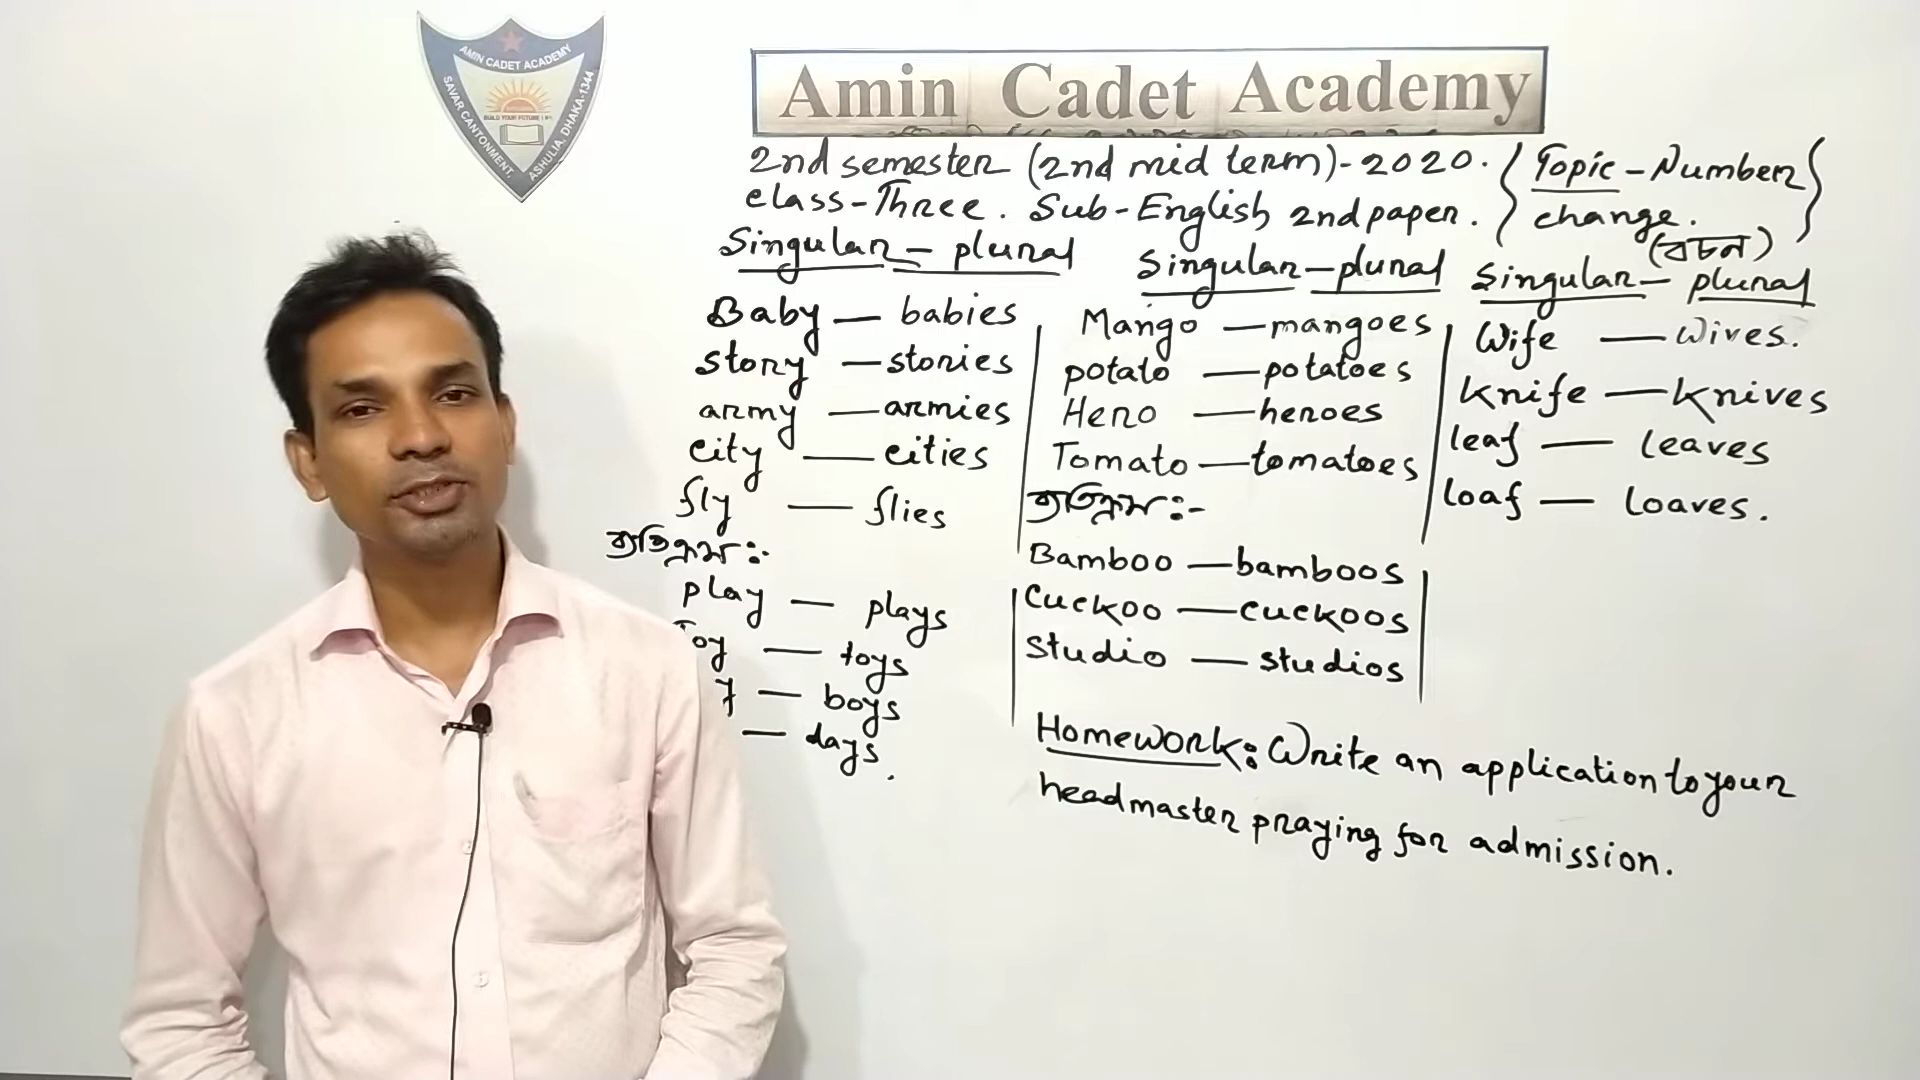 AMIN CADET ACADEMY
SAVAR CANTONMENT.
ASHULIA, DHAKA-1344
BUILD YOUR FUTURE
Amin Cadet Academy
2nd semester (2nd mid term)-2020.
class-Three. Sub-English 2nd paper.
{Topic-Number
change.}
(বচন)
Singular - plural
Baby — babies
story — stories
army — armies
city — cities
fly — flies
ব্যতিক্রম:-
play — plays
Toy — toys
y — boys
— days.
Singular - plural
Mango — mangoes
potato — potatoes
Hero — heroes
Tomato — tomatoes
ব্যতিক্রম:-
Bamboo — bamboos
Cuckoo — cuckoos
Studio — studios
Singular - plural
Wife — Wives.
Knife — Knives
leaf — leaves
loaf — loaves.
Homework: Write an application to your
headmaster praying for admission.